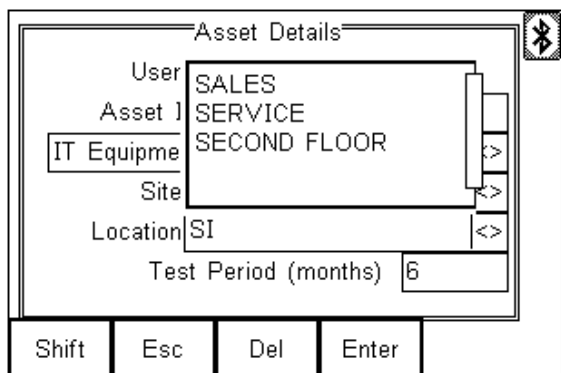 Asset Details
User
SALES
Asset I
SERVICE
SECOND FLOOR
IT Equipme
<>
Site
<>
Location SI <>
Test Period (months) 6
Shift Esc Del Enter